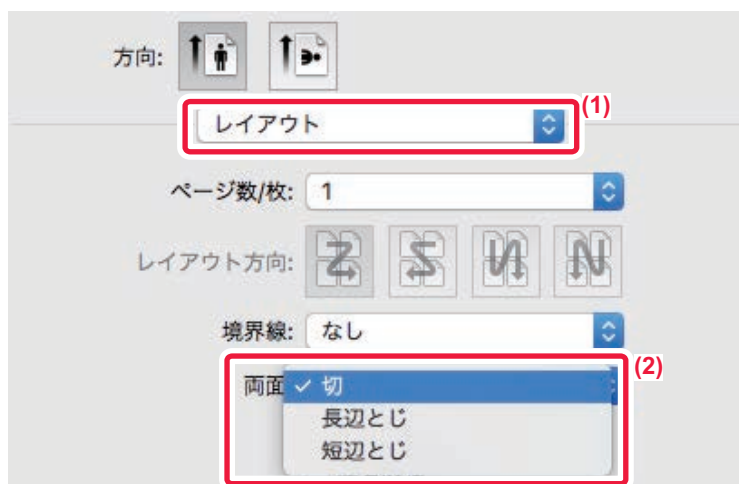 方向:
レイアウト
(1)
ページ数/枚: 1
レイアウト方向:
境界線: なし
(2)
両面 ✓ 切
長辺とじ
短辺とじ